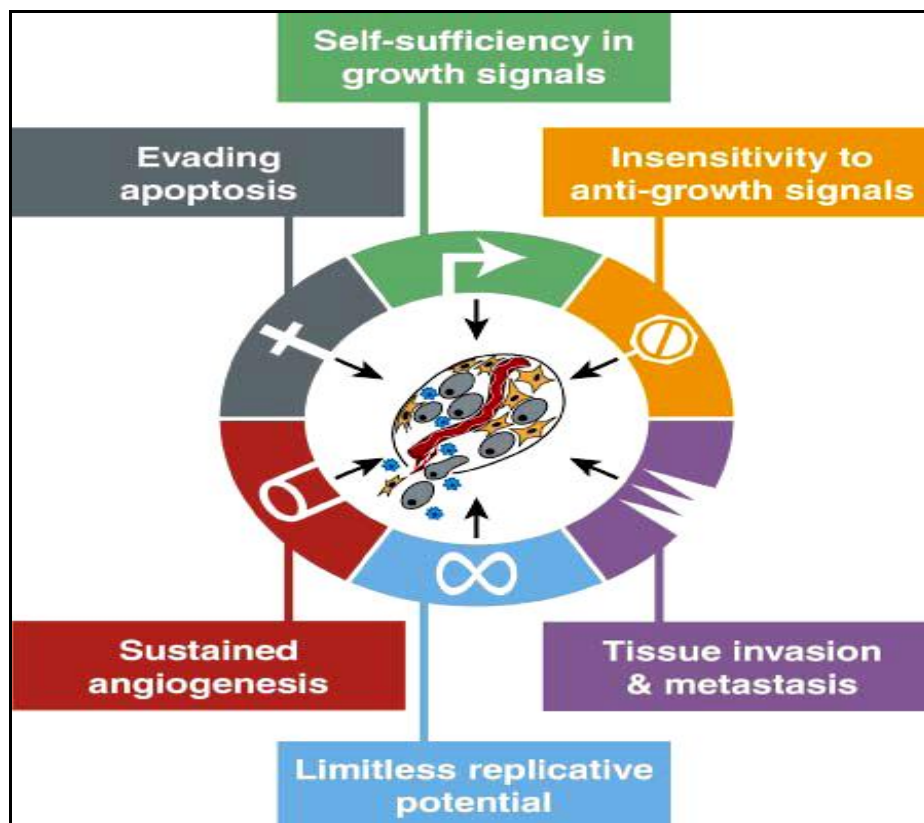 Self-sufficiency in
growth signals
Evading
apoptosis
Insensitivity to
anti-growth signals
Sustained
angiogenesis
Tissue invasion
& metastasis
Limitless replicative
potential